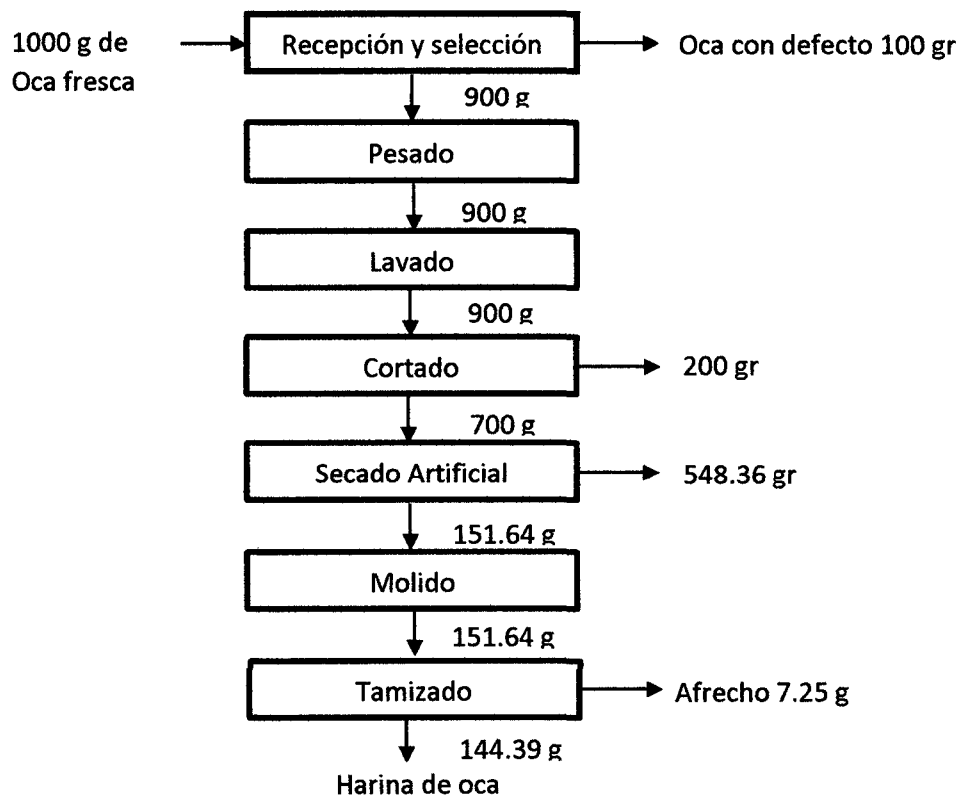 1000 g de
Oca fresca
Recepción y selección
Oca con defecto 100 gr
900 g
Pesado
900 g
Lavado
900 g
Cortado
200 gr
700 g
Secado Artificial
548.36 gr
151.64 g
Molido
151.64 g
Tamizado
Afrecho 7.25 g
144.39 g
Harina de oca